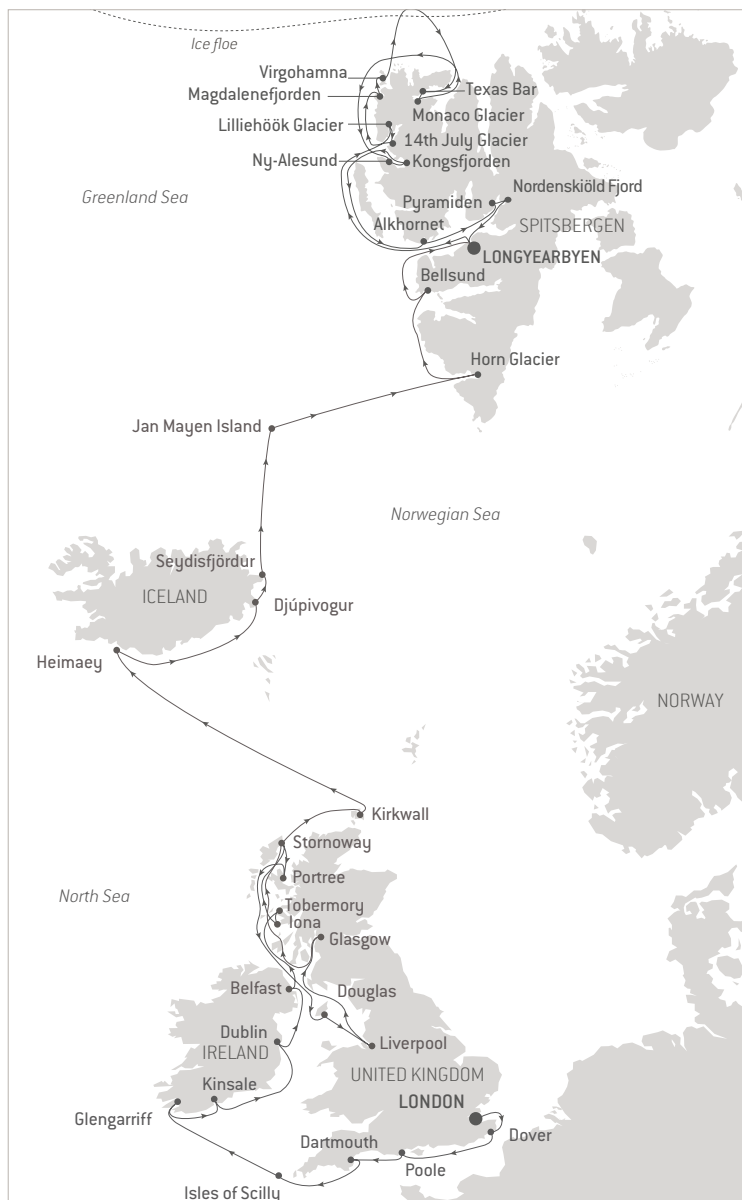 Ice floe
Virgohamna
Texas Bar
Magdalenefjorden
Monaco Glacier
Lilliehöök Glacier
14th July Glacier
Ny-Alesund
Kongsfjorden
Nordenskiöld Fjord
Greenland Sea
Pyramiden
Alkhornet
SPITSBERGEN
LONGYEARBYEN
Bellsund
Horn Glacier
Jan Mayen Island
Norwegian Sea
Seydisfjördur
ICELAND
Djúpivogur
Heimaey
NORWAY
Kirkwall
Stornoway
Portree
North Sea
Tobermory
Iona
Glasgow
Belfast
Douglas
Dublin
IRELAND
Liverpool
UNITED KINGDOM
Kinsale
LONDON
Glengarriff
Dover
Dartmouth
Poole
Isles of Scilly